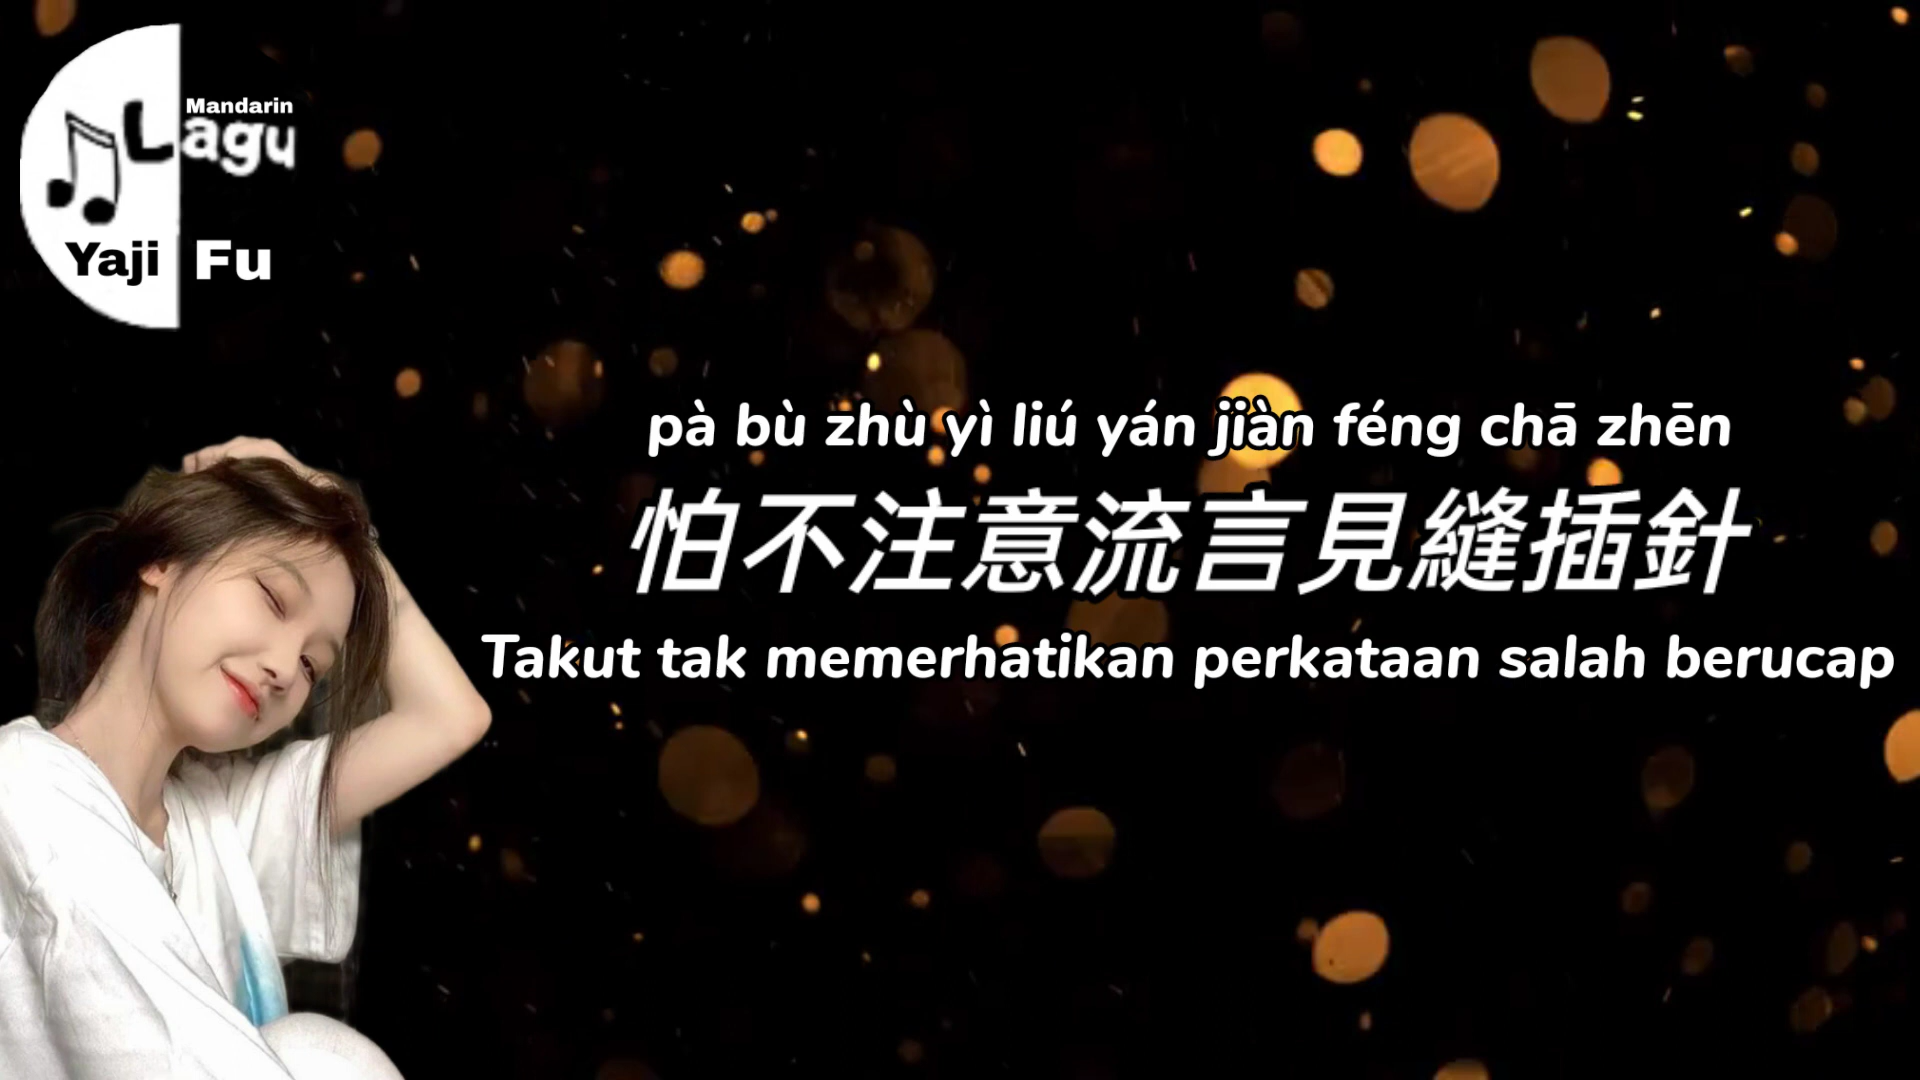 Mandarin
Lagu
Yaji Fu
pà bù zhù yì liú yán jiàn féng chā zhēn
怕不注意流言見縫插針
Takut tak memerhatikan perkataan salah berucap